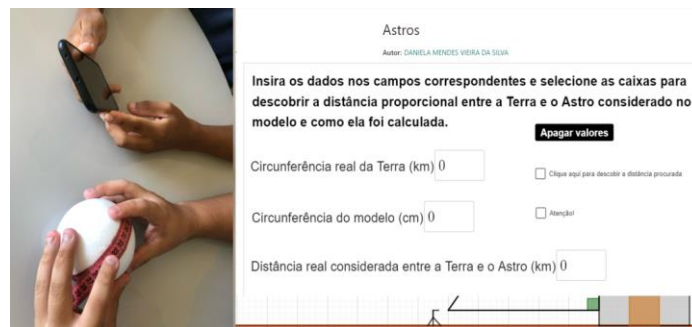 Astros
Autor: DANIELA MENDES VIEIRA DA SILVA
Insira os dados nos campos correspondentes e selecione as caixas para
descobrir a distância proporcional entre a Terra e o Astro considerado no
modelo e como ela foi calculada.
Apagar valores
Circunferência real da Terra (km) 0
Clique aqui para descobir a distância procurada
Circunferência do modelo (cm) 0
Atenção!
Distância real considerada entre a Terra e o Astro (km) 0